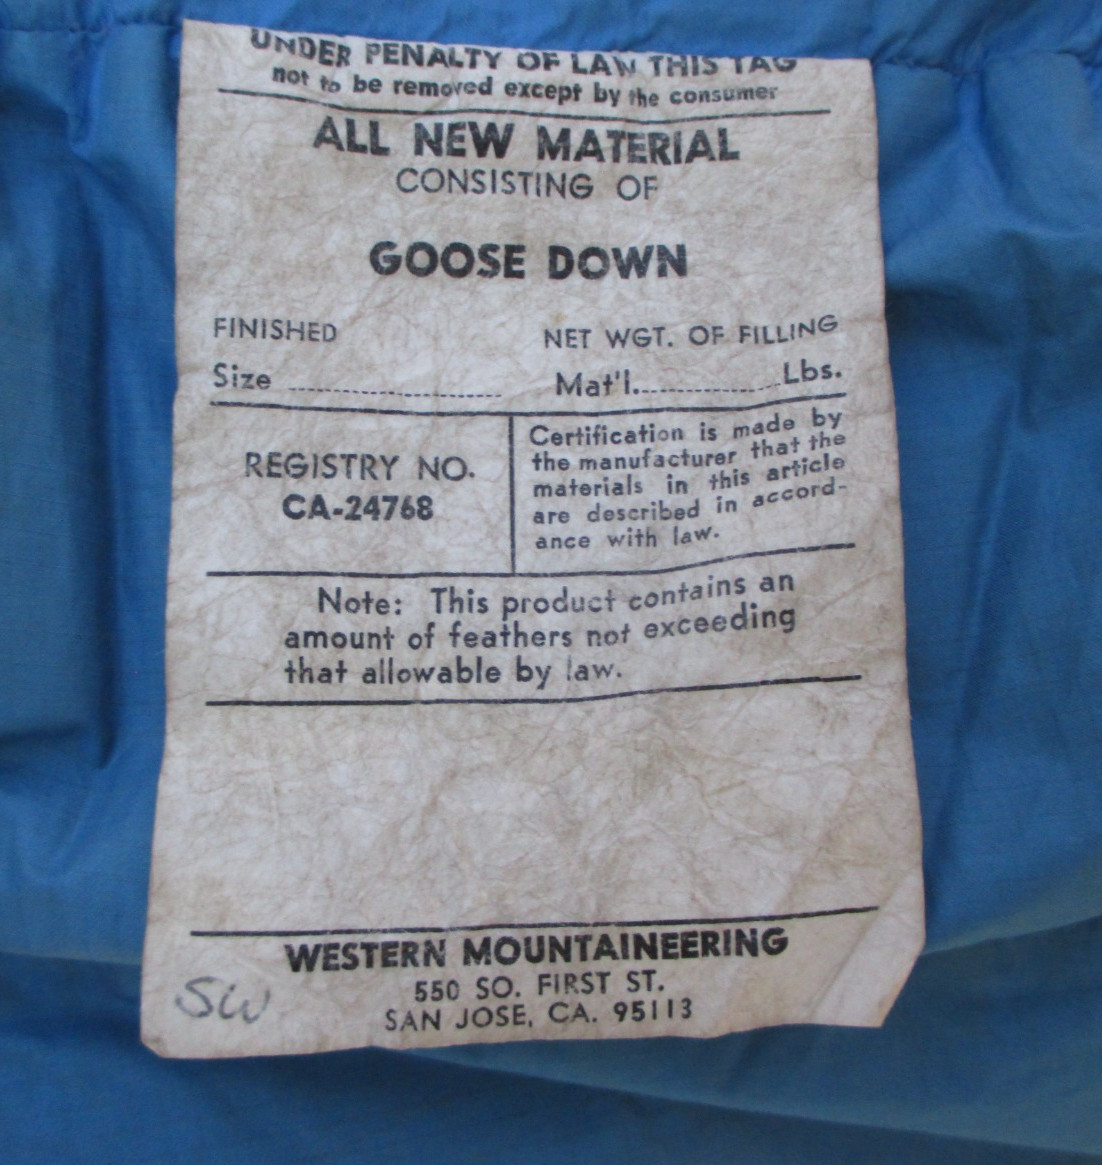 UNDER PENALTY OF LAW THIS TAG
not to be removed except by the consumer
ALL NEW MATERIAL
CONSISTING OF
GOOSE DOWN
FINISHED NET WGT. OF FILLING
Size ........................ Mat'l........................Lbs.
REGISTRY NO.
CA-24768
Certification is made by
the manufacturer that the
materials in this article
are described in accord-
ance with law.
Note: This product contains an
amount of feathers not exceeding
that allowable by law.
WESTERN MOUNTAINEERING
550 SO. FIRST ST.
SAN JOSE, CA. 95113
SW